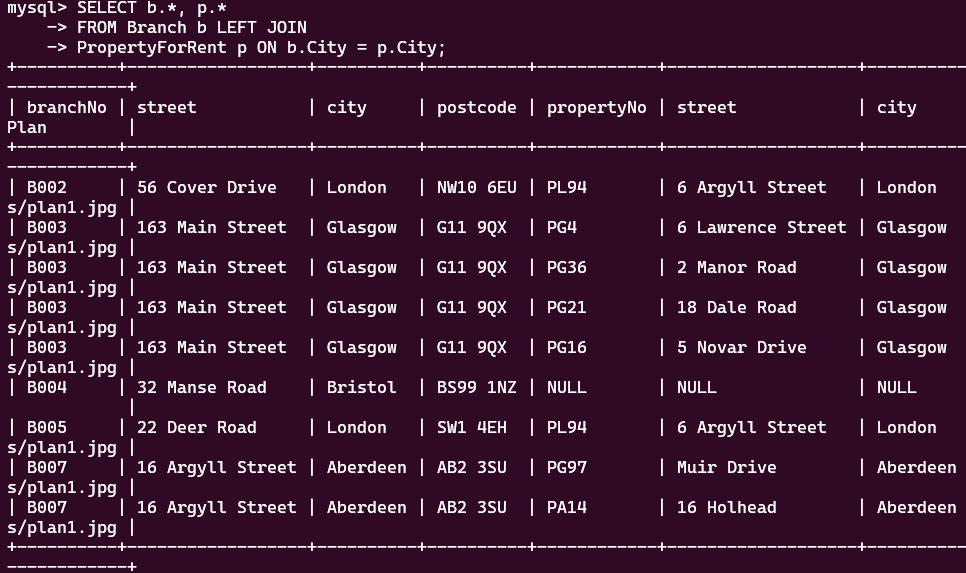 mysql> SELECT b.*, p.*
    -> FROM Branch b LEFT JOIN
    -> PropertyForRent p ON b.City = p.City;
+----------+------------------+----------+----------+------------+-------------------+----------
------------+
| branchNo | street           | city     | postcode | propertyNo | street            | city
Plan        |
+----------+------------------+----------+----------+------------+-------------------+----------
------------+
| B002     | 56 Cover Drive   | London   | NW10 6EU | PL94       | 6 Argyll Street   | London
s/plan1.jpg |
| B003     | 163 Main Street  | Glasgow  | G11 9QX  | PG4        | 6 Lawrence Street | Glasgow
s/plan1.jpg |
| B003     | 163 Main Street  | Glasgow  | G11 9QX  | PG36       | 2 Manor Road      | Glasgow
s/plan1.jpg |
| B003     | 163 Main Street  | Glasgow  | G11 9QX  | PG21       | 18 Dale Road      | Glasgow
s/plan1.jpg |
| B003     | 163 Main Street  | Glasgow  | G11 9QX  | PG16       | 5 Novar Drive     | Glasgow
s/plan1.jpg |
| B004     | 32 Manse Road    | Bristol  | BS99 1NZ | NULL       | NULL              | NULL
            |
| B005     | 22 Deer Road     | London   | SW1 4EH  | PL94       | 6 Argyll Street   | London
s/plan1.jpg |
| B007     | 16 Argyll Street | Aberdeen | AB2 3SU  | PG97       | Muir Drive        | Aberdeen
s/plan1.jpg |
| B007     | 16 Argyll Street | Aberdeen | AB2 3SU  | PA14       | 16 Holhead        | Aberdeen
s/plan1.jpg |
+----------+------------------+----------+----------+------------+-------------------+----------
------------+